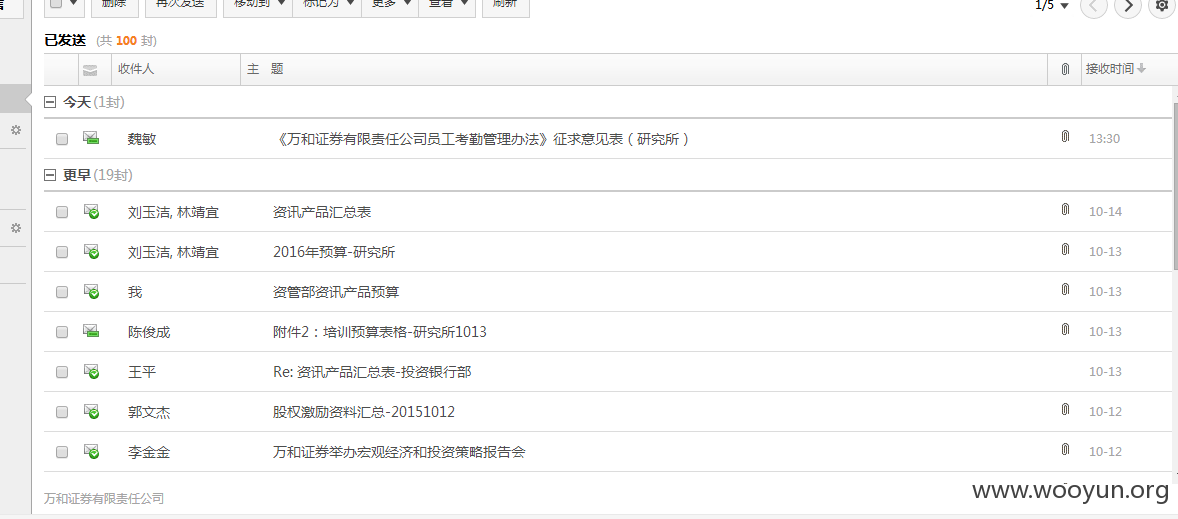 删除 再次发送 移动到 标记为 更多 查看 刷新 1/5
已发送 (共 100 封)
收件人 主 题 接收时间
今天(1封)
魏敏 《万和证券有限责任公司员工考勤管理办法》征求意见表(研究所) 13:30
更早(19封)
刘玉洁, 林靖宜 资讯产品汇总表 10-14
刘玉洁, 林靖宜 2016年预算-研究所 10-13
我 资管部资讯产品预算 10-13
陈俊成 附件2:培训预算表格-研究所1013 10-13
王平 Re: 资讯产品汇总表-投资银行部 10-13
郭文杰 股权激励资料汇总-20151012 10-12
李金金 万和证券举办宏观经济和投资策略报告会 10-12
www.wooyun.org
万和证券有限责任公司